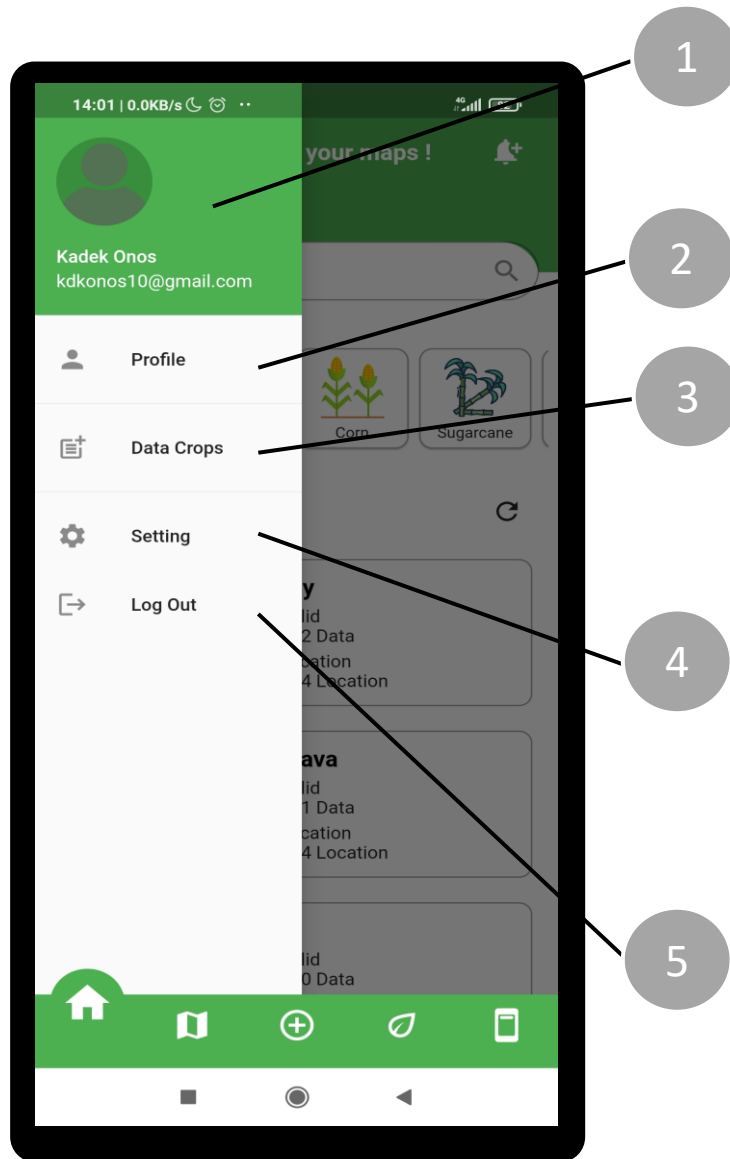 1
14:01 | 0.0KB/s
4G
your maps !
2
Kadek Onos
kdkonos10@gmail.com
Profile
3
Corn
Sugarcane
Data Crops
Setting
y
lid
2 Data
cation
4 Location
Log Out
4
ava
lid
1 Data
cation
4 Location
5
lid
0 Data